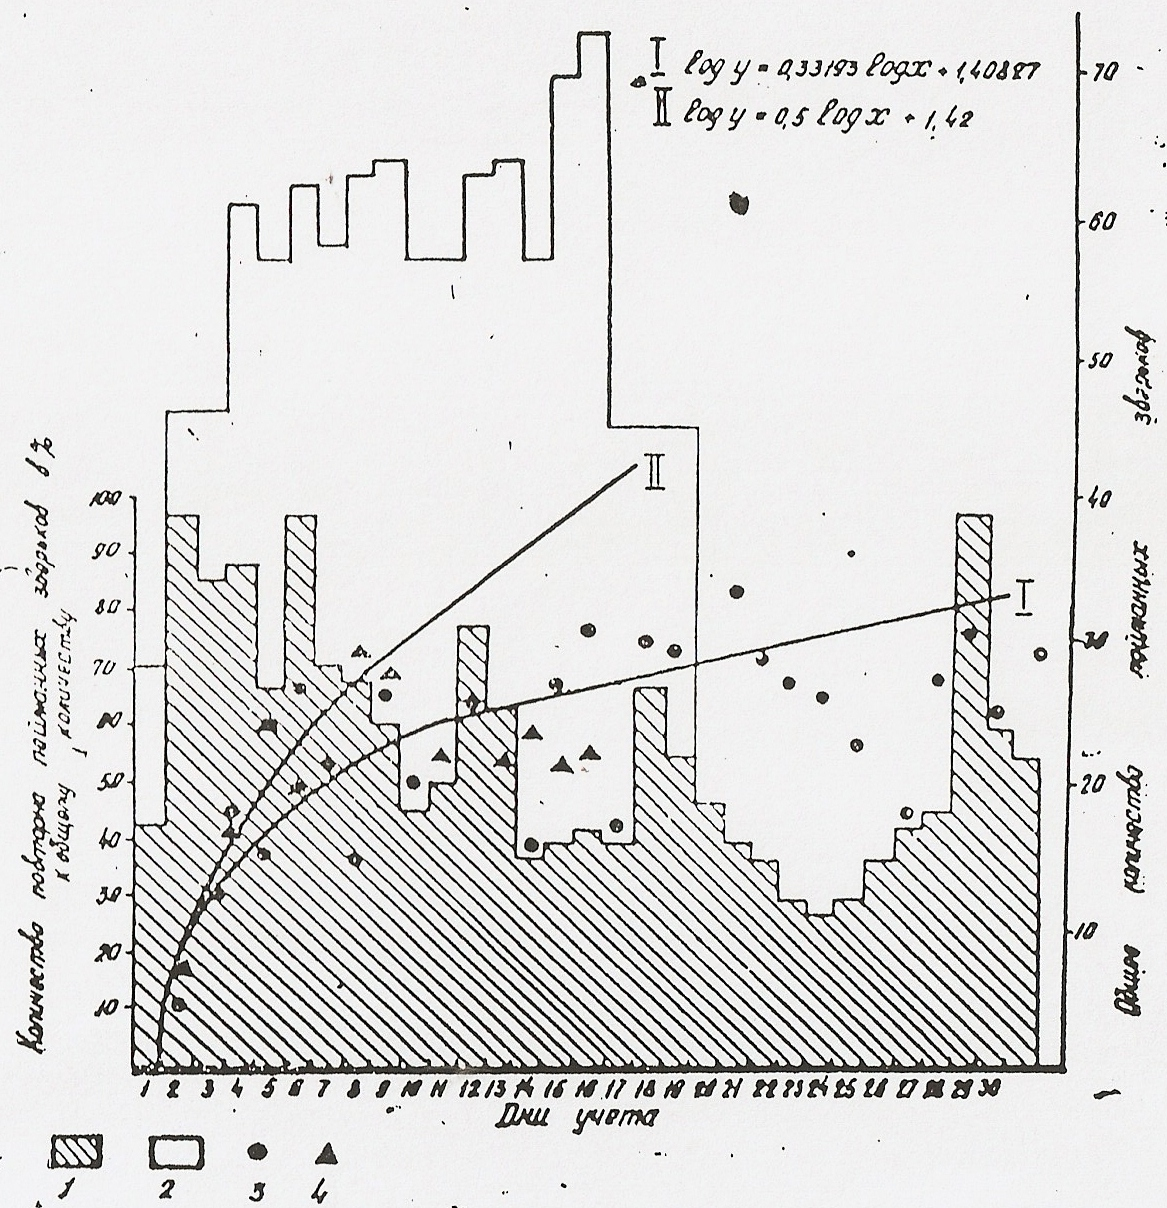 I log y = 0,33193 log x + 1,40877
II log y = 0,5 log x + 1,42
70
60
50
40
30
20
10
Общее количество пойманных зверьков
Количество повторно пойманных зверьков в %
к общему количеству
100
90
80
70
60
50
40
30
20
10
II
I
1 2 3 4 5 6 7 8 9 10 11 12 13 14 15 16 17 18 19 20 21 22 23 24 25 26 27 28 29 30
Дни учета
1 2 3 4